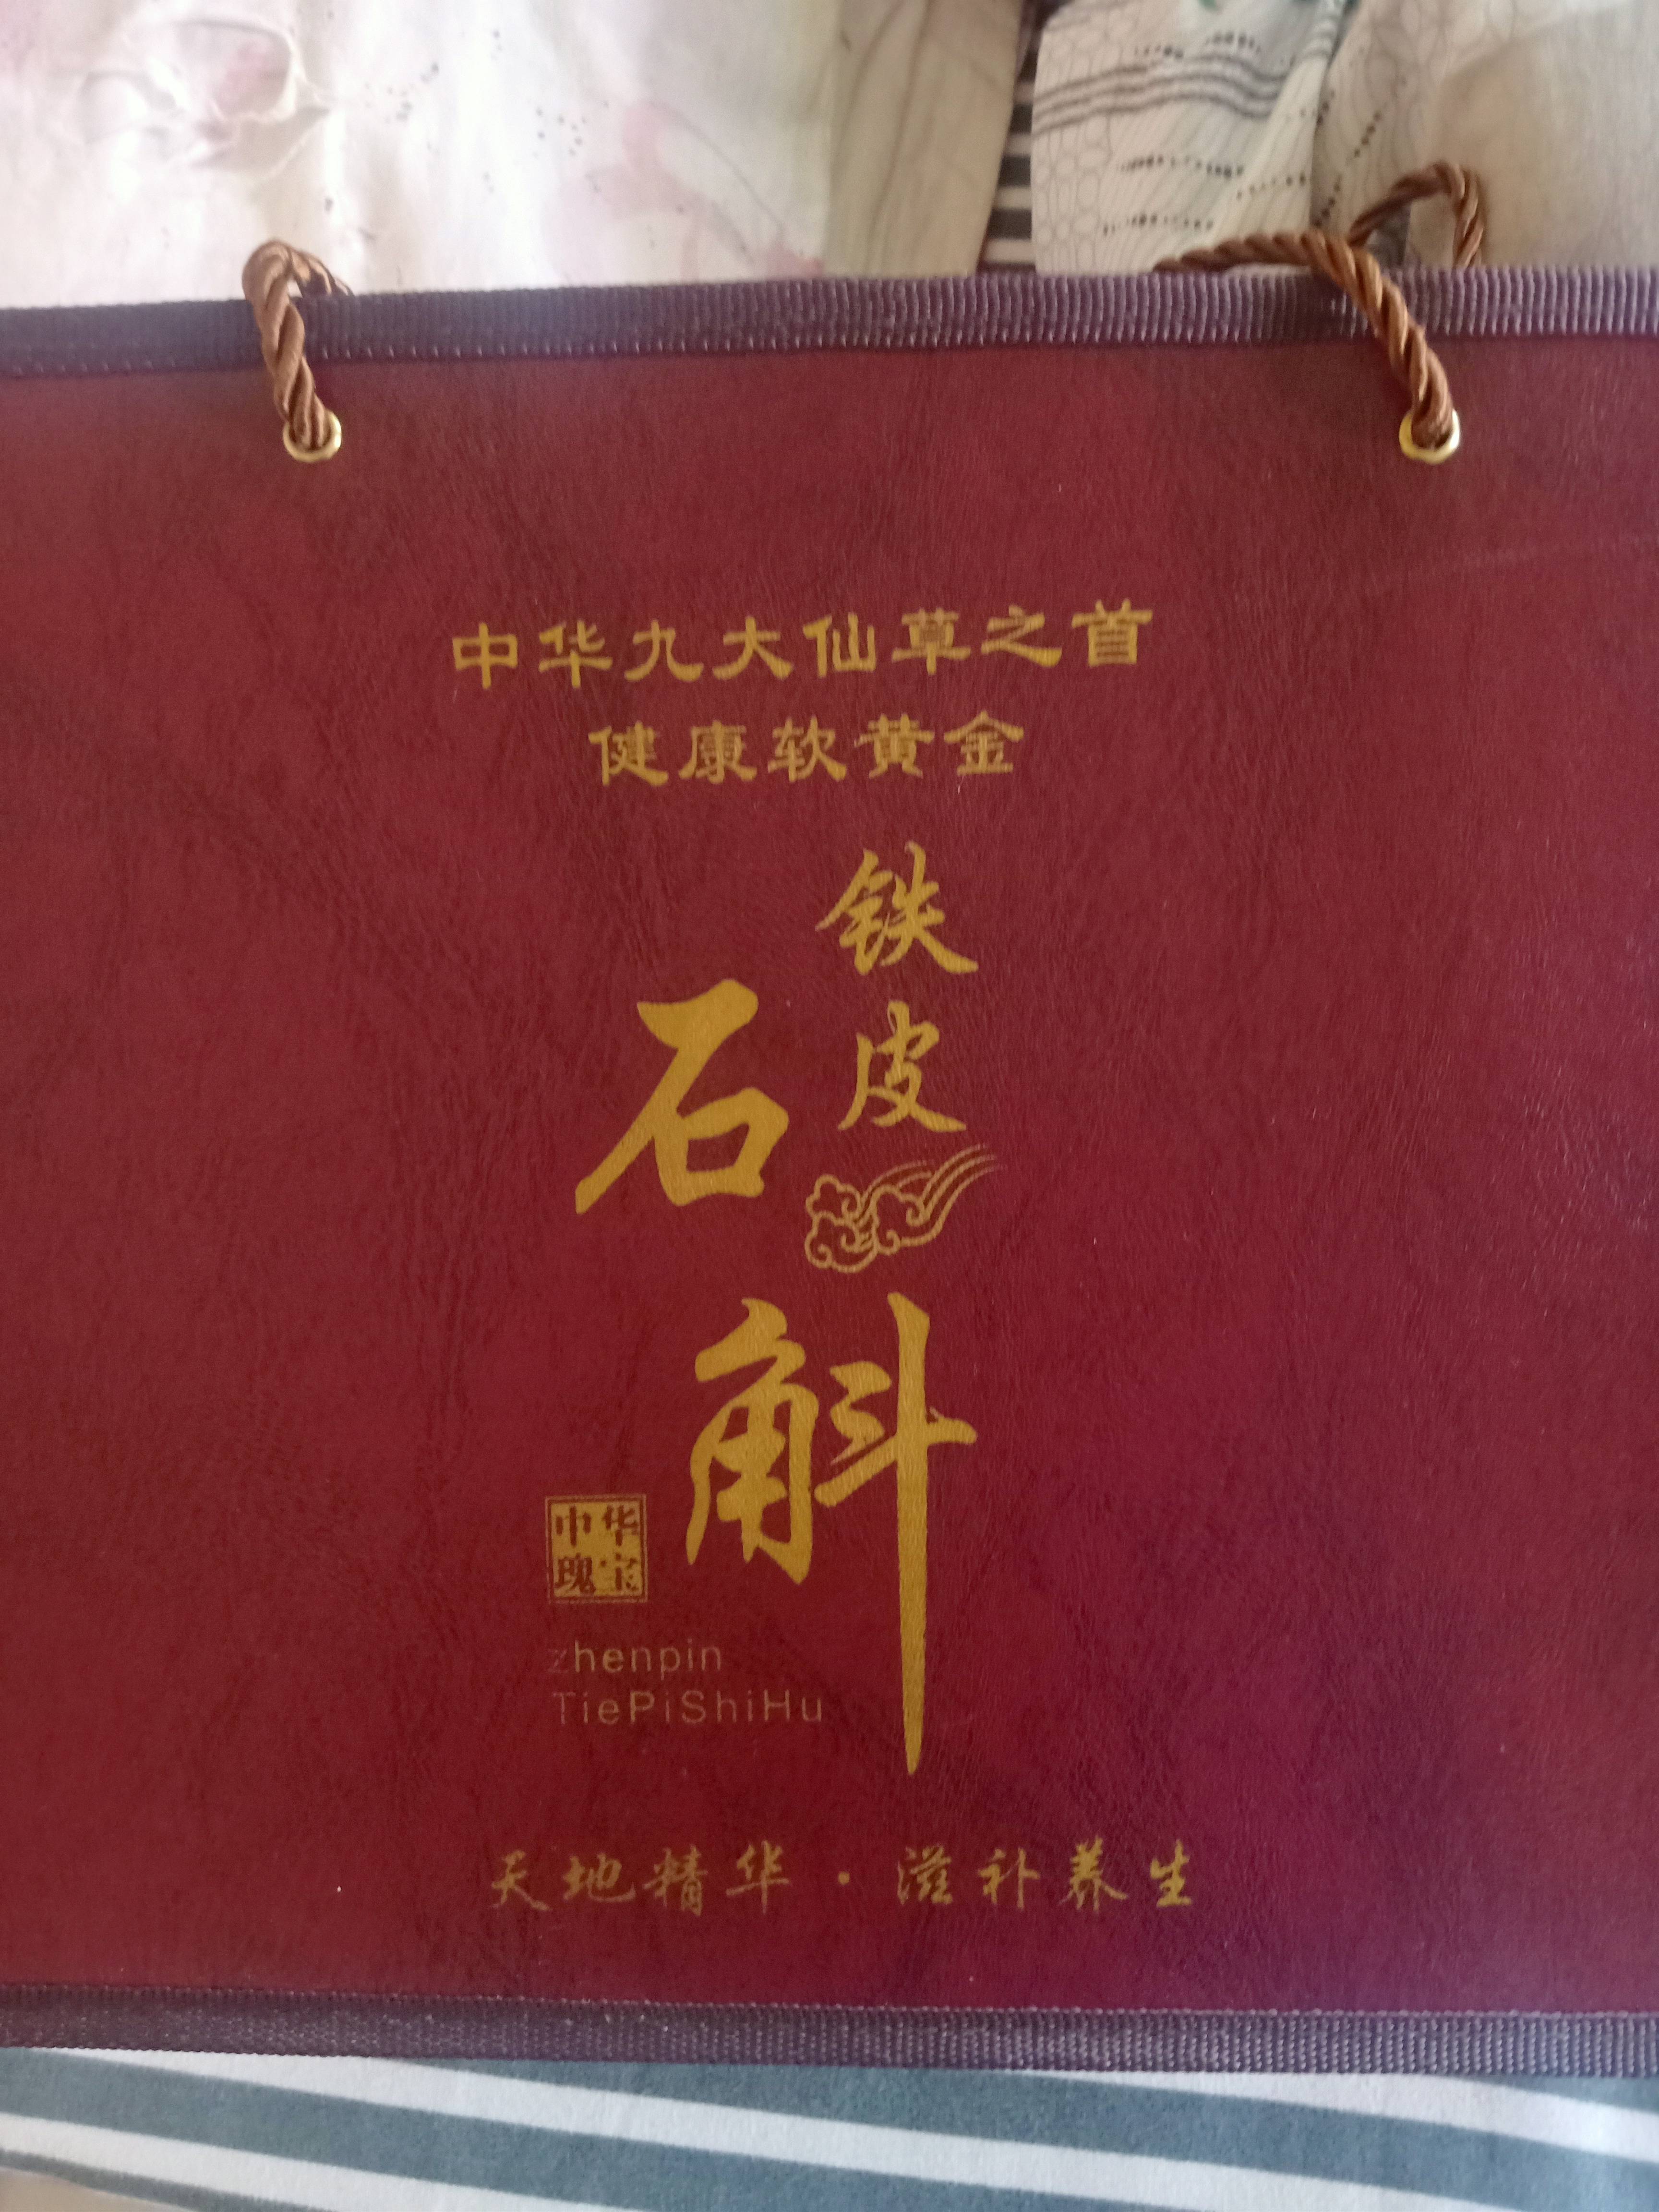 中华九大仙草之首
健康软黄金
铁皮
石斛
中华
瑰宝
zhenpin
TiePiShiHu
天地精华·滋补养生